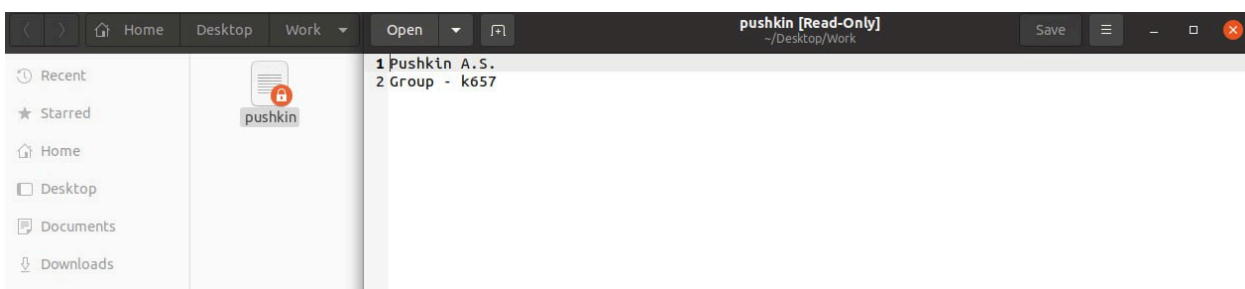 Home Desktop Work
Open
pushkin [Read-Only]
~/Desktop/Work
Save
Recent
Starred
Home
Desktop
Documents
Downloads
pushkin
1 Pushkin A.S.
2 Group - k657